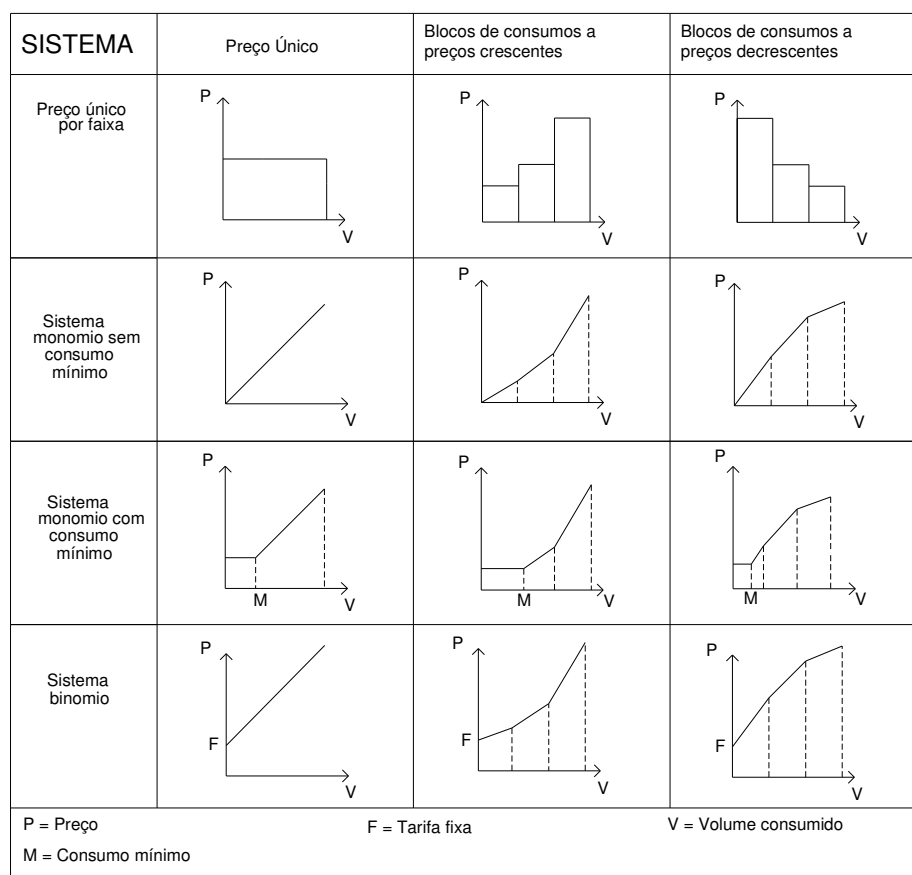 SISTEMA
Preço Único
Blocos de consumos a
preços crescentes
Blocos de consumos a
preços decrescentes
Preço único
por faixa
P
V
P
V
P
V
Sistema
monomio sem
consumo
mínimo
P
V
P
V
P
V
Sistema
monomio com
consumo
mínimo
P
M
V
P
M
V
P
M
V
Sistema
binomio
P
F
V
P
F
V
P
F
V
P = Preço
F = Tarifa fixa
V = Volume consumido
M = Consumo mínimo